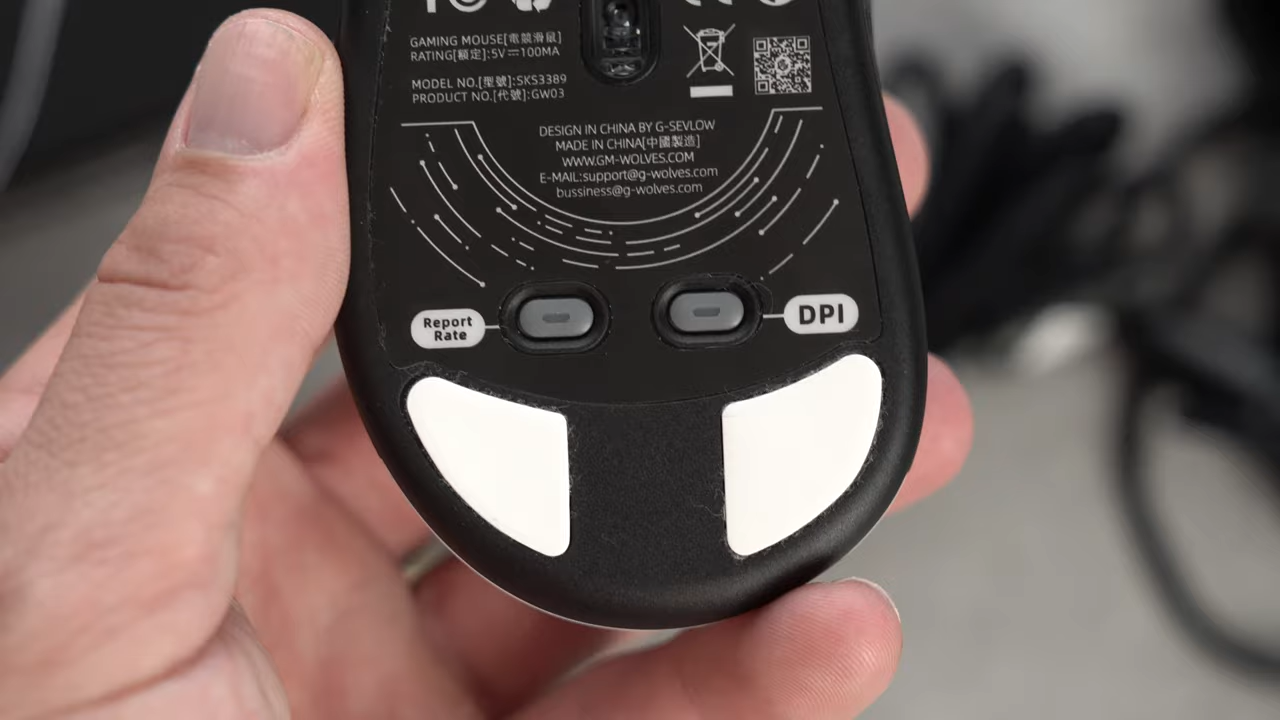 GAMING MOUSE[電競滑鼠]
RATING[額定]:5V⎓100MA
MODEL NO.[型號]:SKS3389
PRODUCT NO.[代號]:GW03
DESIGN IN CHINA BY G-SEVLOW
MADE IN CHINA[中國製造]
WWW.GM-WOLVES.COM
E-MAIL:support@g-wolves.com
bussiness@g-wolves.com
Report
Rate
DPI